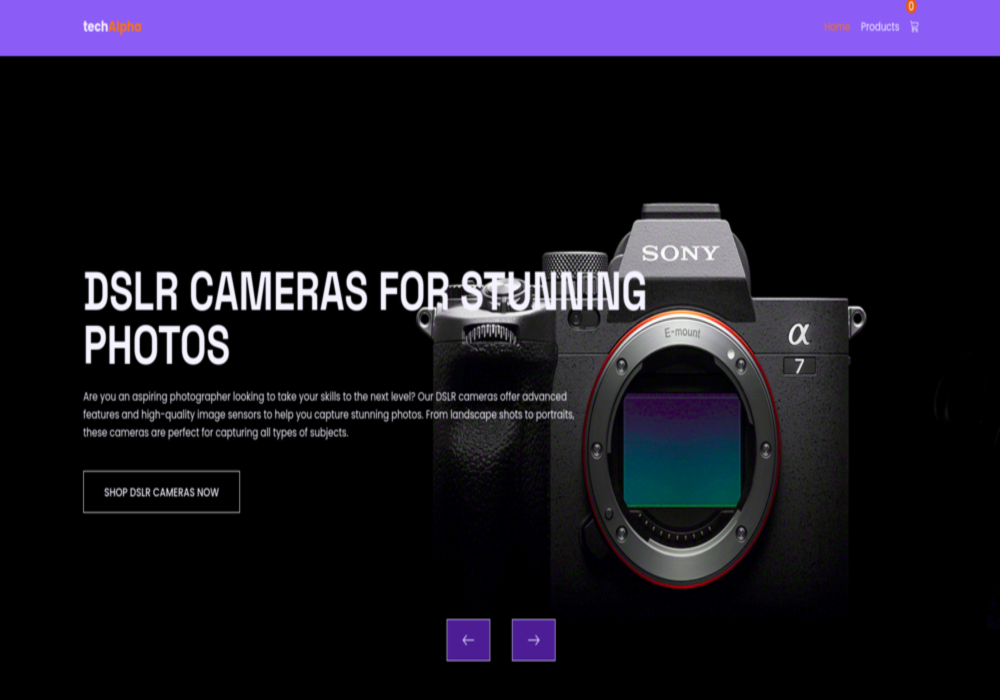 techAlpha
Home Products
0
SONY
DSLR CAMERAS FOR STUNNING
PHOTOS
E-mount
α
7
Are you an aspiring photographer looking to take your skills to the next level? Our DSLR cameras offer advanced
features and high-quality image sensors to help you capture stunning photos. From landscape shots to portraits,
these cameras are perfect for capturing all types of subjects.
SHOP DSLR CAMERAS NOW